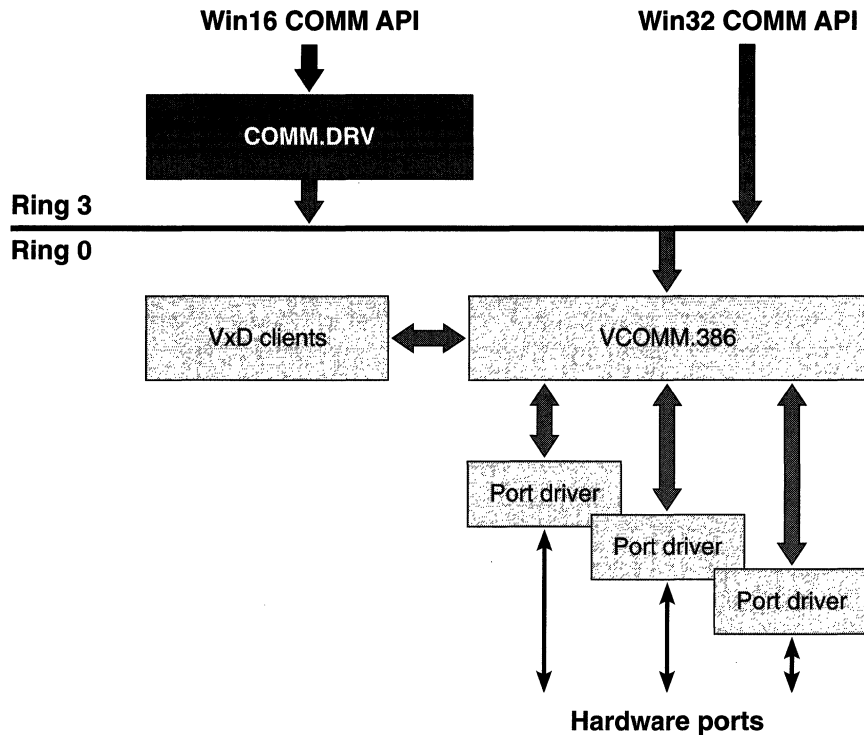 Win16 COMM API
Win32 COMM API
COMM.DRV
Ring 3
Ring 0
VxD clients
VCOMM.386
Port driver
Port driver
Port driver
Hardware ports